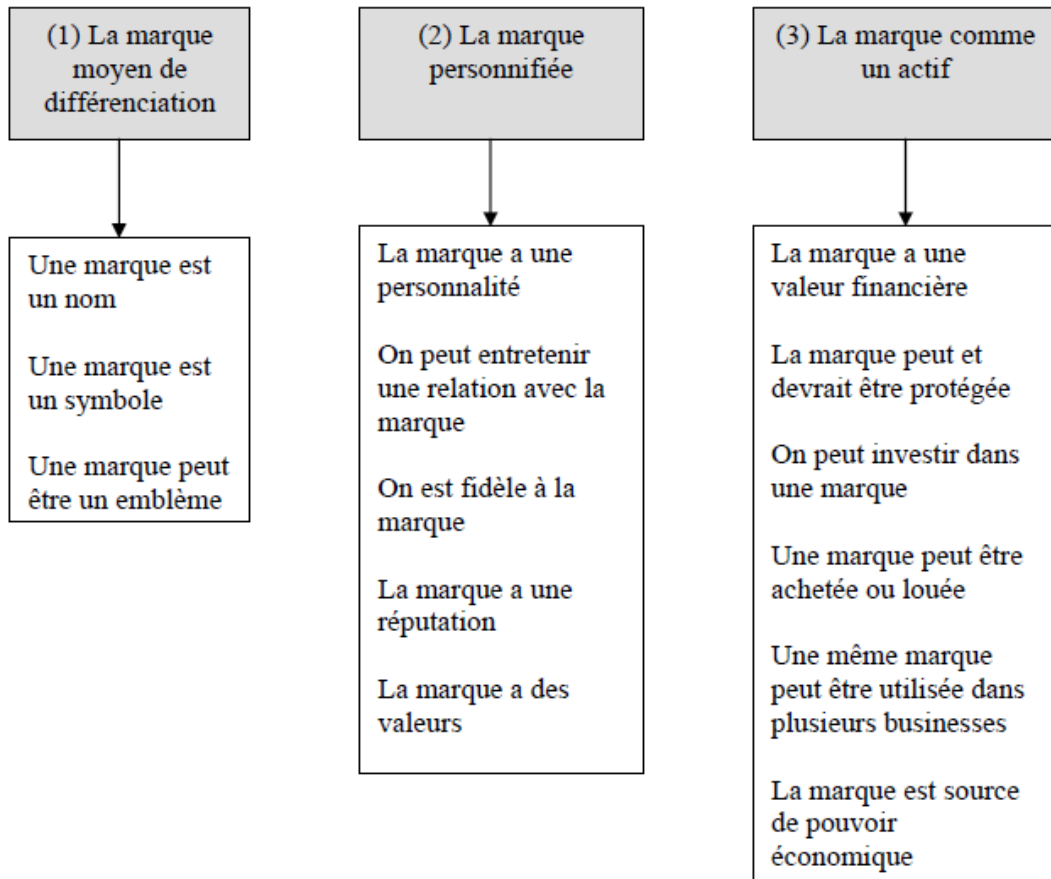 (1) La marque
moyen de
différenciation
(2) La marque
personnifiée
(3) La marque comme
un actif
Une marque est
un nom
Une marque est
un symbole
Une marque peut
être un emblème
La marque a une
personnalité
On peut entretenir
une relation avec la
marque
On est fidèle à la
marque
La marque a une
réputation
La marque a des
valeurs
La marque a une
valeur financière
La marque peut et
devrait être protégée
On peut investir dans
une marque
Une marque peut être
achetée ou louée
Une même marque
peut être utilisée dans
plusieurs businesses
La marque est source
de pouvoir
économique